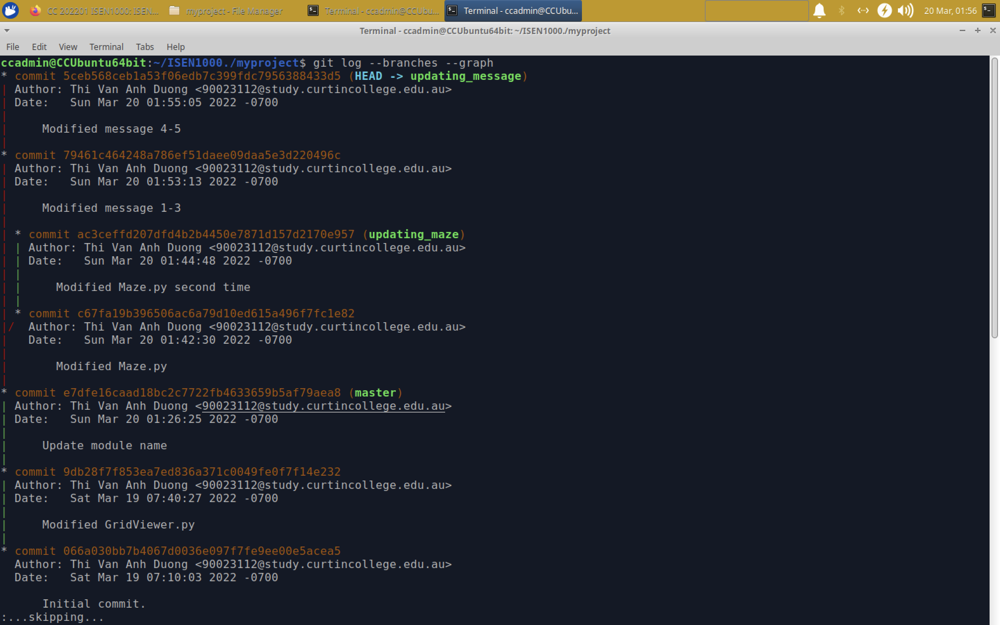 CC 202201 ISEN1000: ISEN... myproject - File Manager Terminal - ccadmin@CCUbu... Terminal - ccadmin@CCUbu... 20 Mar, 01:56
Terminal - ccadmin@CCUbuntu64bit: ~/ISEN1000./myproject
File Edit View Terminal Tabs Help
ccadmin@CCUbuntu64bit:~/ISEN1000./myproject$ git log --branches --graph
* commit 5ceb568ceb1a53f06edb7c399fdc7956388433d5 (HEAD -> updating_message)
| Author: Thi Van Anh Duong <90023112@study.curtincollege.edu.au>
| Date:   Sun Mar 20 01:55:05 2022 -0700
|
|     Modified message 4-5
|
* commit 79461c464248a786ef51daee09daa5e3d220496c
| Author: Thi Van Anh Duong <90023112@study.curtincollege.edu.au>
| Date:   Sun Mar 20 01:53:13 2022 -0700
|
|     Modified message 1-3
|
| * commit ac3ceffd207dfd4b2b4450e7871d157d2170e957 (updating_maze)
| | Author: Thi Van Anh Duong <90023112@study.curtincollege.edu.au>
| | Date:   Sun Mar 20 01:44:48 2022 -0700
| |
| |     Modified Maze.py second time
| |
| * commit c67fa19b396506ac6a79d10ed615a496f7fc1e82
|/  Author: Thi Van Anh Duong <90023112@study.curtincollege.edu.au>
|   Date:   Sun Mar 20 01:42:30 2022 -0700
|
|       Modified Maze.py
|
* commit e7dfe16caad18bc2c7722fb4633659b5af79aea8 (master)
| Author: Thi Van Anh Duong <90023112@study.curtincollege.edu.au>
| Date:   Sun Mar 20 01:26:25 2022 -0700
|
|     Update module name
|
* commit 9db28f7f853ea7ed836a371c0049fe0f7f14e232
| Author: Thi Van Anh Duong <90023112@study.curtincollege.edu.au>
| Date:   Sat Mar 19 07:40:27 2022 -0700
|
|     Modified GridViewer.py
|
* commit 066a030bb7b4067d0036e097f7fe9ee00e5acea5
  Author: Thi Van Anh Duong <90023112@study.curtincollege.edu.au>
  Date:   Sat Mar 19 07:10:03 2022 -0700
      Initial commit.
:...skipping...